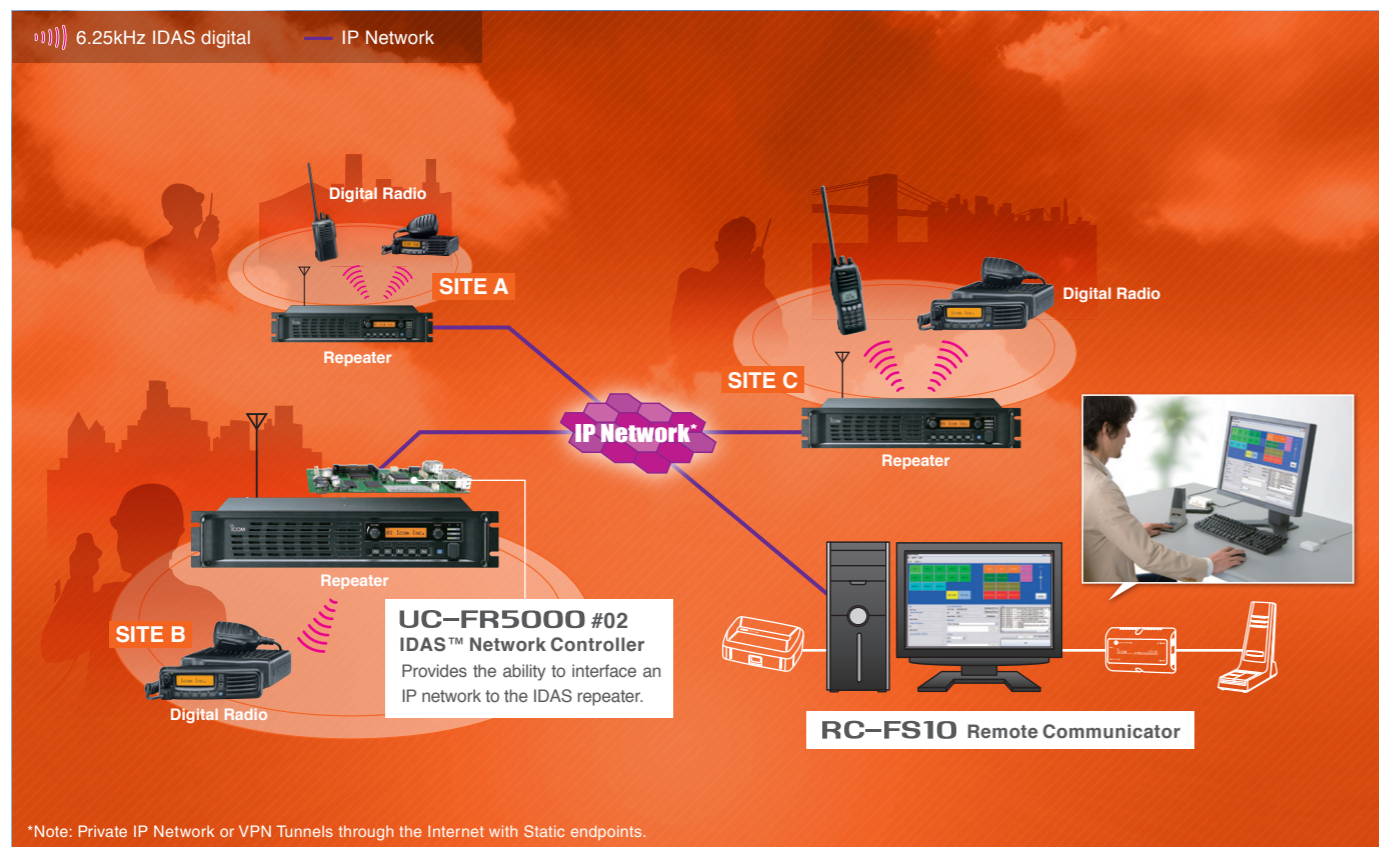 6.25kHz IDAS digital
IP Network
Digital Radio
SITE A
Repeater
Digital Radio
SITE C
Repeater
IP Network*
ICOM
Repeater
SITE B
Digital Radio
UC-FR5000 #02
IDAS™ Network Controller
Provides the ability to interface an
IP network to the IDAS repeater.
RC-FS10 Remote Communicator
*Note: Private IP Network or VPN Tunnels through the Internet with Static endpoints.